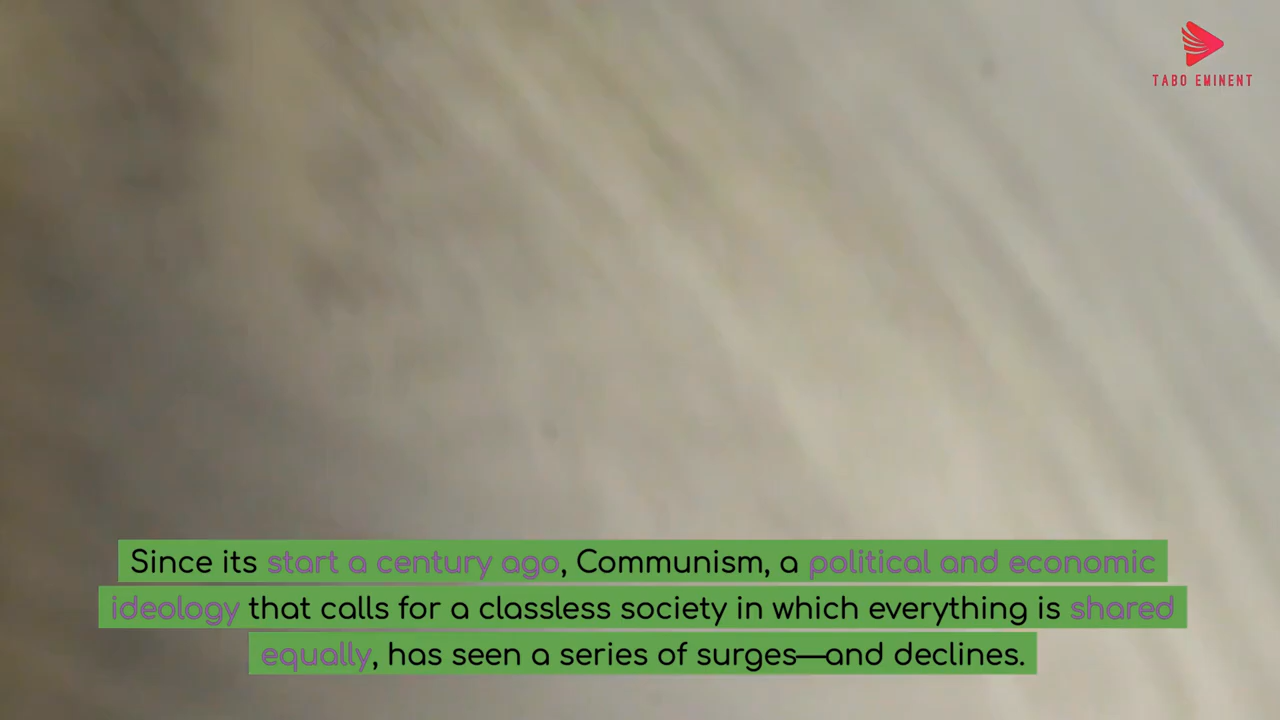 TABO EMINENT
Since its start a century ago, Communism, a political and economic
ideology that calls for a classless society in which everything is shared
equally, has seen a series of surges—and declines.